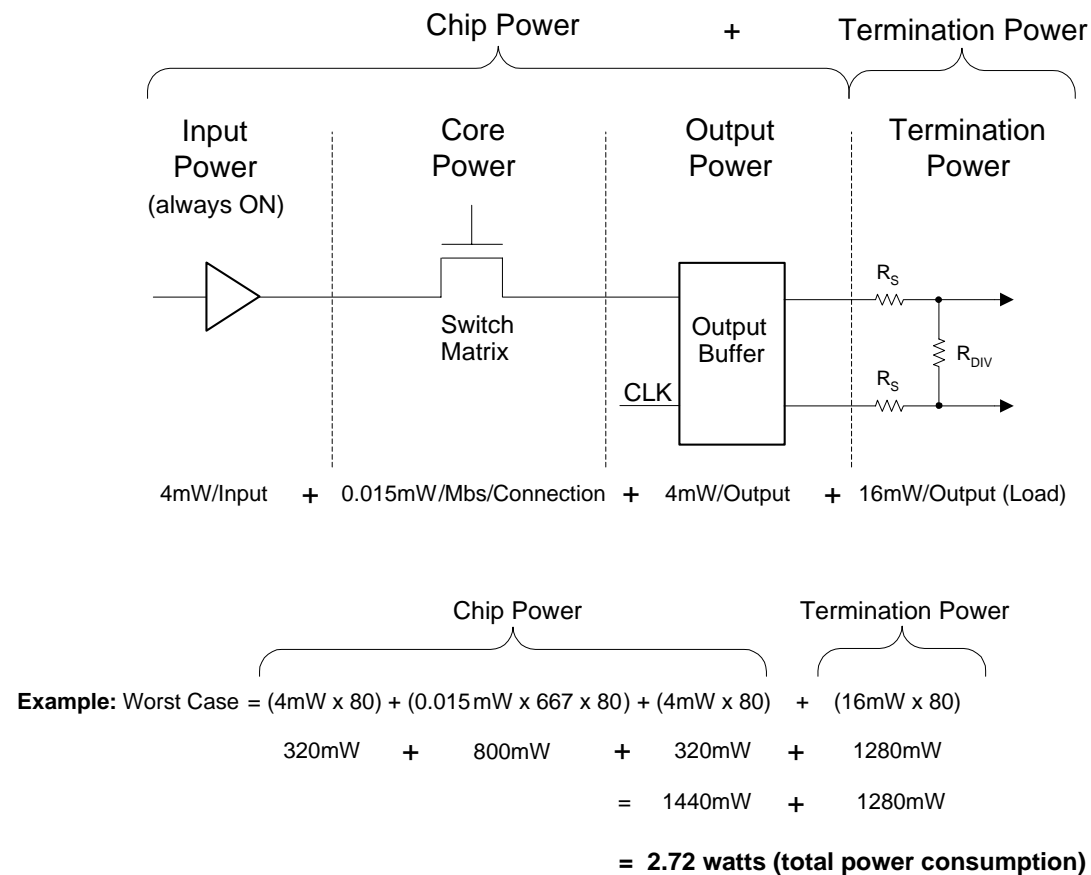 Chip Power + Termination Power
Input Power (always ON)
Core Power
Output Power
Termination Power
Switch Matrix
Output Buffer
CLK
RS
RS
RDIV
4mW/Input + 0.015mW/Mbs/Connection + 4mW/Output + 16mW/Output (Load)
Chip Power Termination Power
Example: Worst Case = (4mW x 80) + (0.015mW x 667 x 80) + (4mW x 80) + (16mW x 80)
320mW + 800mW + 320mW + 1280mW
= 1440mW + 1280mW
= 2.72 watts (total power consumption)